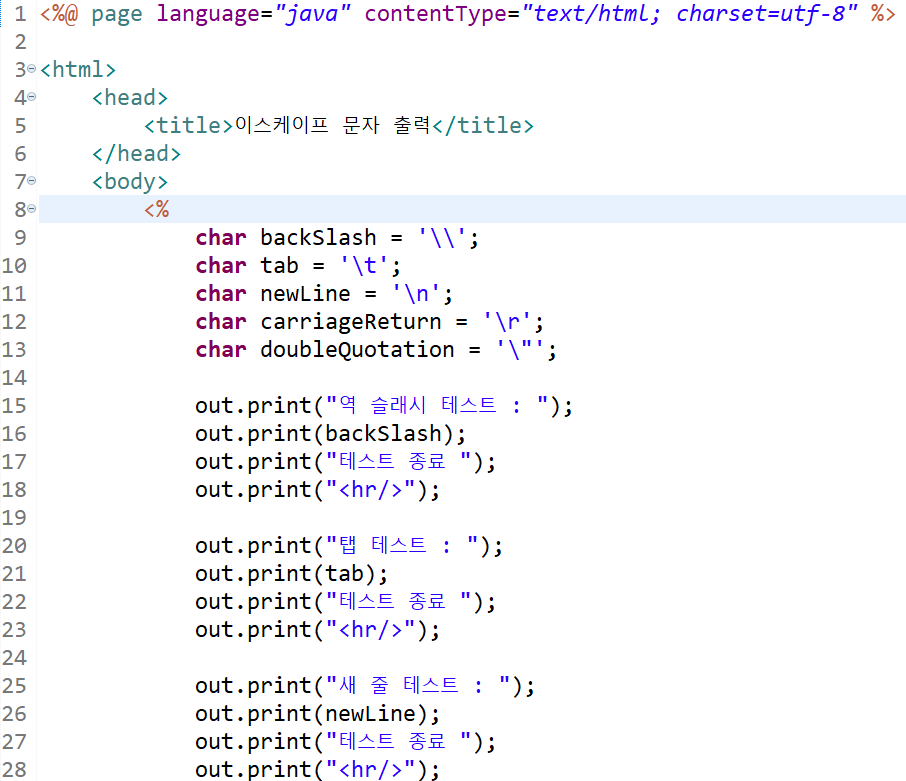 1 <%@ page language="java" contentType="text/html; charset=utf-8" %>
2
3 <html>
4     <head>
5         <title>이스케이프 문자 출력</title>
6     </head>
7     <body>
8         <%
9             char backSlash = '\\';
10             char tab = '\t';
11             char newLine = '\n';
12             char carriageReturn = '\r';
13             char doubleQuotation = '\"';
14
15             out.print("역 슬래시 테스트 : ");
16             out.print(backSlash);
17             out.print("테스트 종료 ");
18             out.print("<hr/>");
19
20             out.print("탭 테스트 : ");
21             out.print(tab);
22             out.print("테스트 종료 ");
23             out.print("<hr/>");
24
25             out.print("새 줄 테스트 : ");
26             out.print(newLine);
27             out.print("테스트 종료 ");
28             out.print("<hr/>");